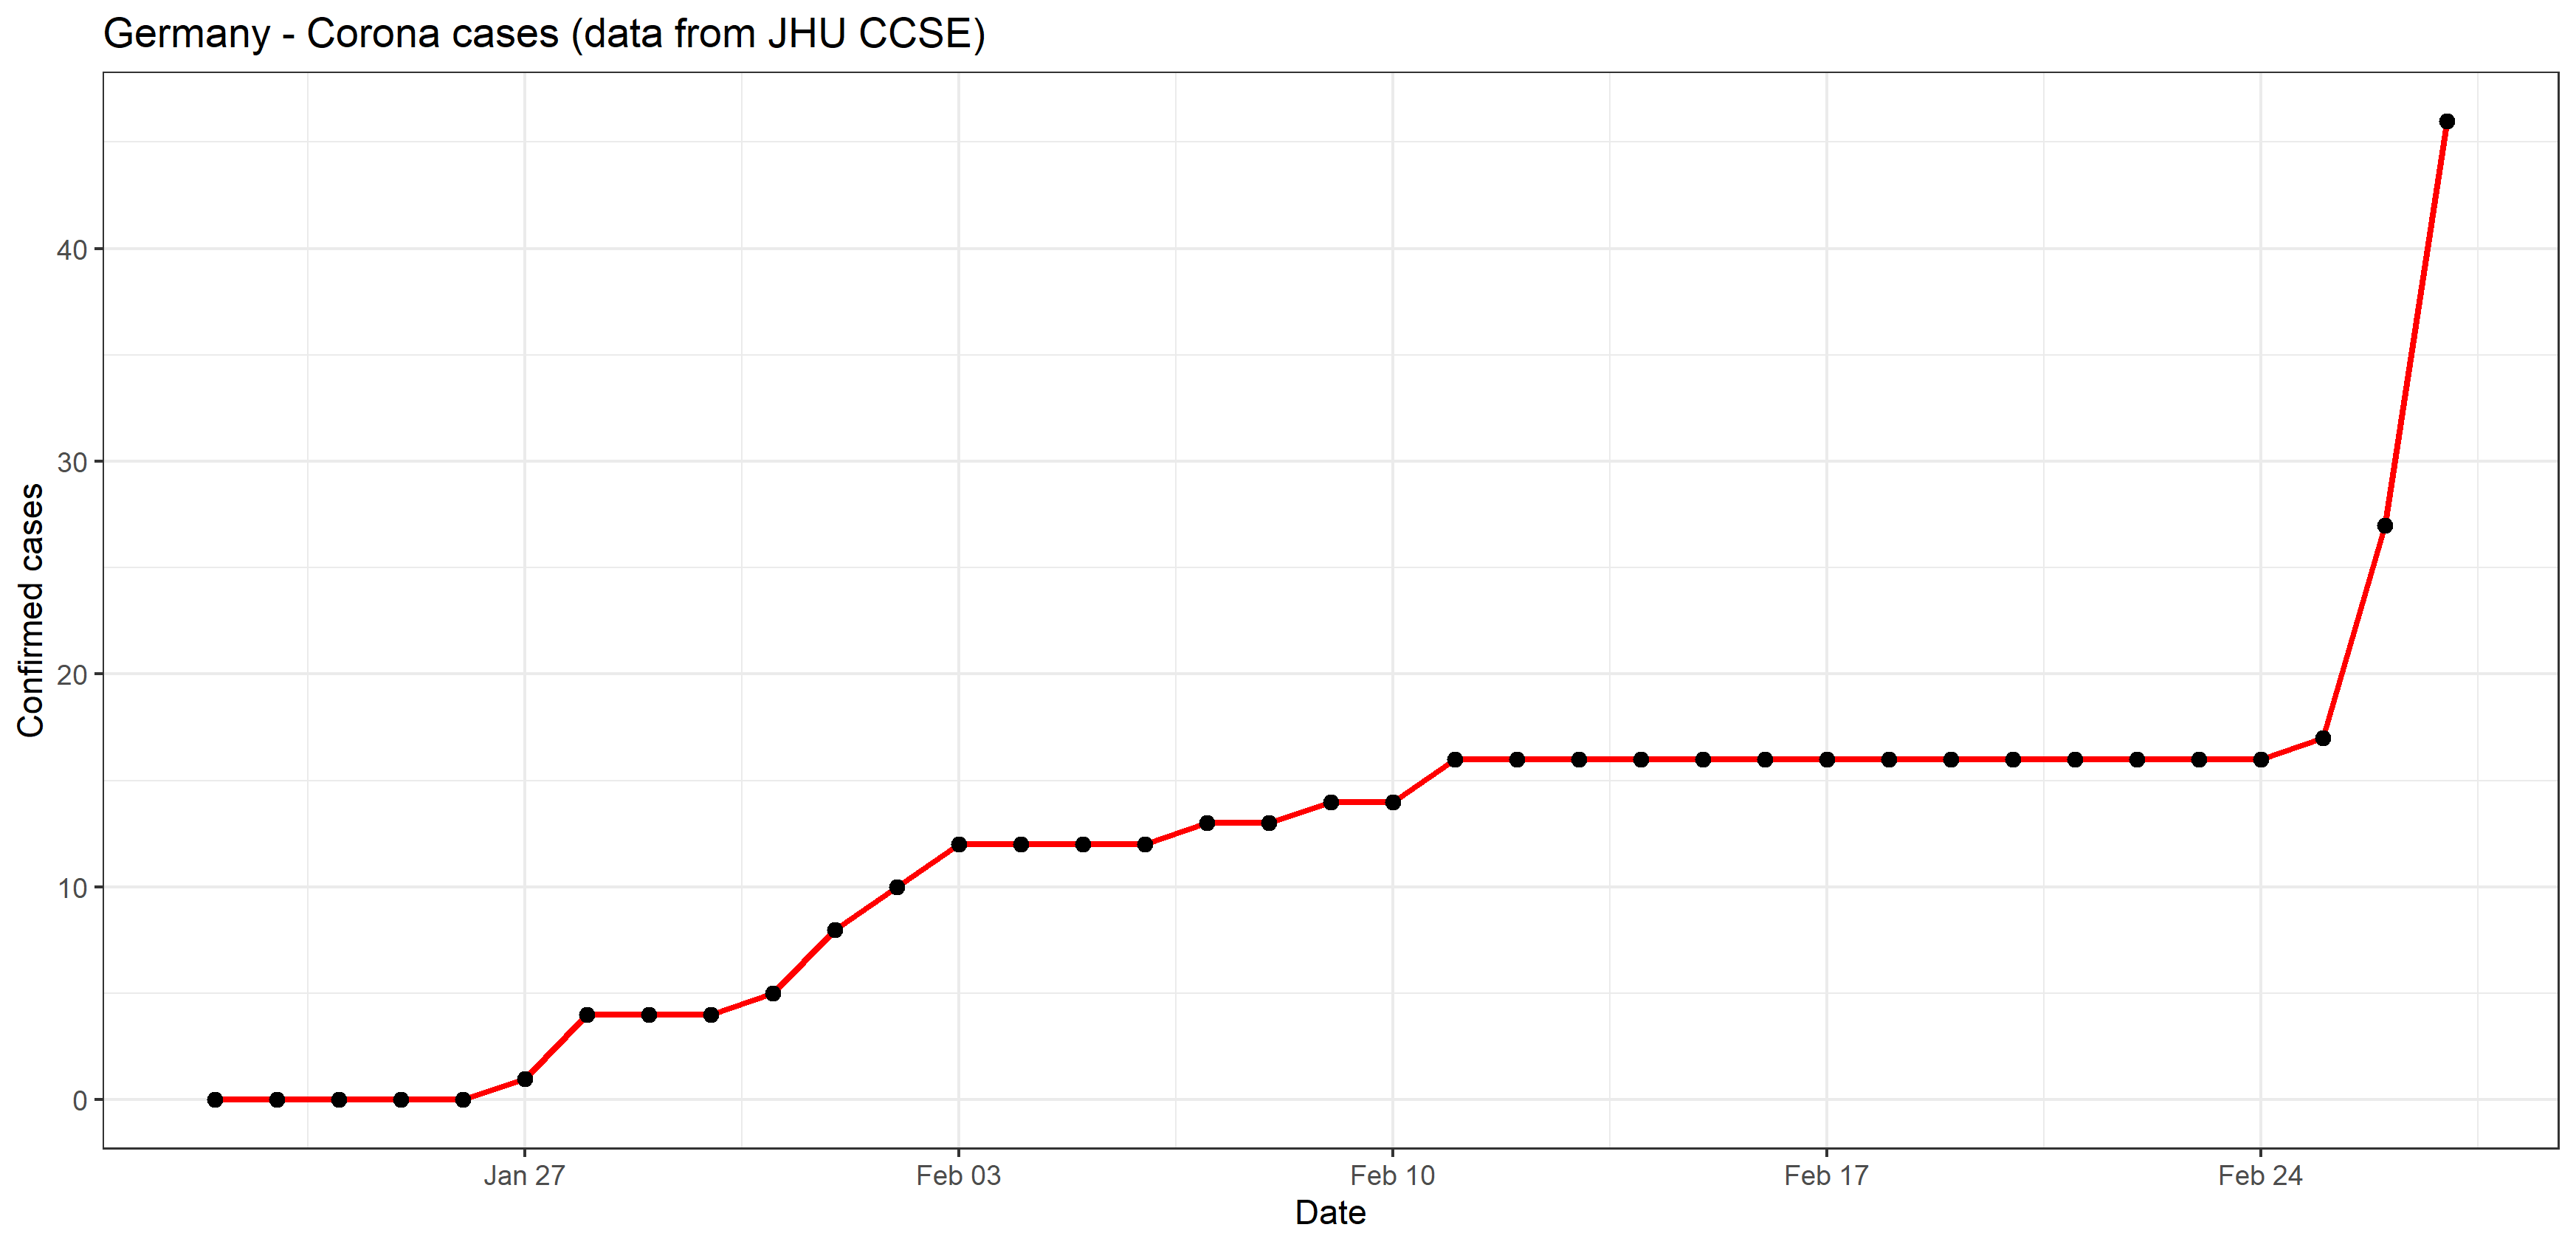 Germany - Corona cases (data from JHU CCSE)
Confirmed cases
40
30
20
10
0
Jan 27 Feb 03 Feb 10 Feb 17 Feb 24
Date